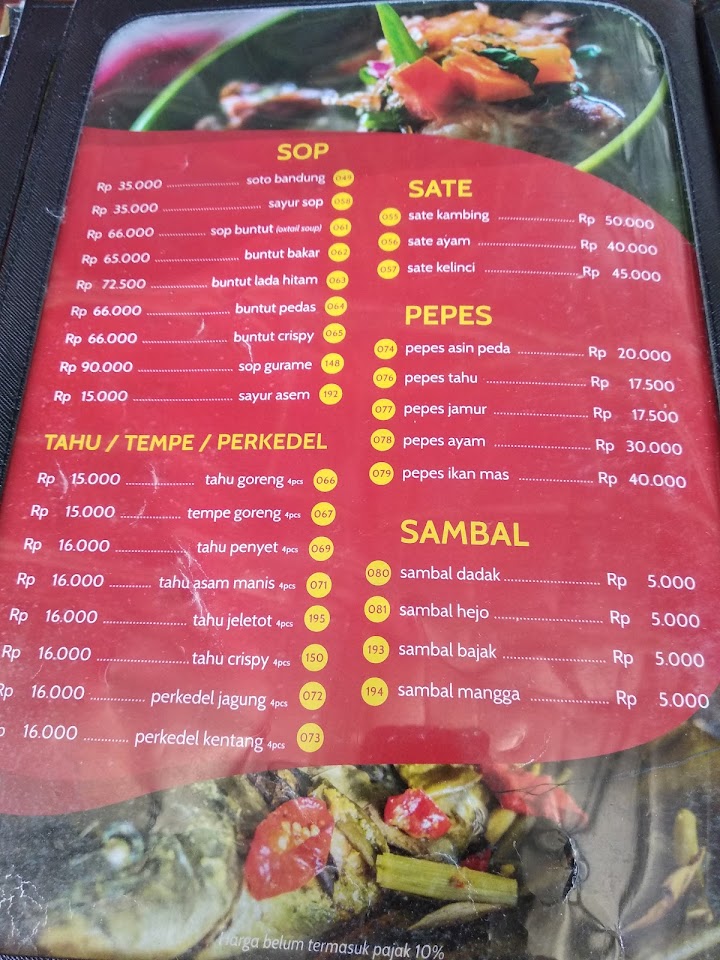 SOP
Rp 35.000 ........................ soto bandung 049
Rp 35.000 ........................ sayur sop 058
Rp 66.000 .................. sop buntut (oxtail soup) 061
Rp 65.000 ........................ buntut bakar 062
Rp 72.500 .................. buntut lada hitam 063
Rp 66.000 ........................ buntut pedas 064
Rp 66.000 ........................ buntut crispy 065
Rp 90.000 ........................ sop gurame 148
Rp 15.000 ........................ sayur asem 192
TAHU / TEMPE / PERKEDEL
Rp 15.000 .................. tahu goreng 4pcs 066
Rp 15.000 .................. tempe goreng 4pcs 067
Rp 16.000 .................. tahu penyet 4pcs 069
Rp 16.000 ............ tahu asam manis 4pcs 071
Rp 16.000 ........................ tahu jeletot 4pcs 195
Rp 16.000 ........................ tahu crispy 4pcs 150
Rp 16.000 ............ perkedel jagung 4pcs 072
16.000 ............ perkedel kentang 4pcs 073
SATE
055 sate kambing .................. Rp 50.000
056 sate ayam ........................ Rp 40.000
057 sate kelinci ........................ Rp 45.000
PEPES
074 pepes asin peda .................. Rp 20.000
076 pepes tahu ........................ Rp 17.500
077 pepes jamur ........................ Rp 17.500
078 pepes ayam ........................ Rp 30.000
079 pepes ikan mas .................. Rp 40.000
SAMBAL
080 sambal dadak .................. Rp 5.000
081 sambal hejo ........................ Rp 5.000
193 sambal bajak ........................ Rp 5.000
194 sambal mangga .................. Rp 5.000
Harga belum termasuk pajak 10%